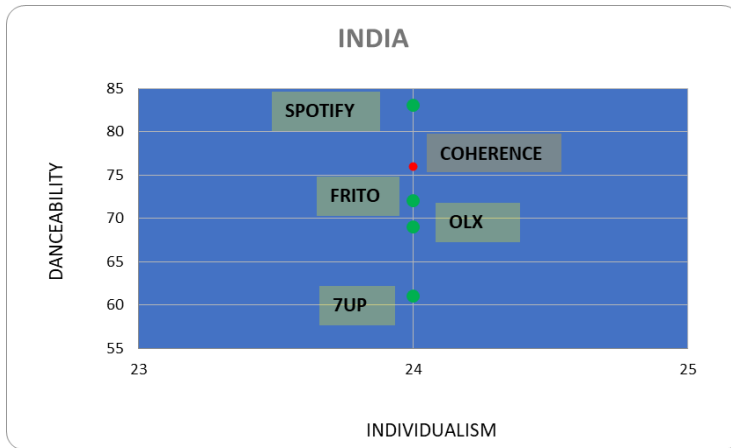 INDIA
85
SPOTIFY
80
COHERENCE
75
FRITO
70
OLX
65
60
7UP
55
23
24
25
DANCEABILITY
INDIVIDUALISM